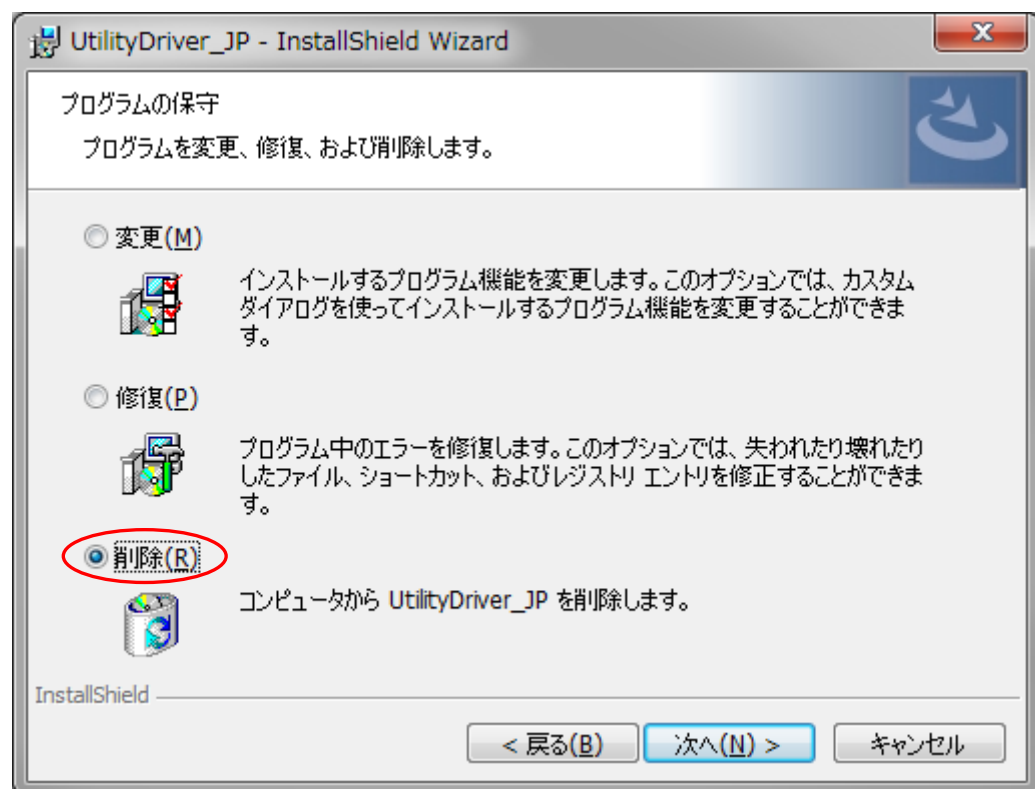 UtilityDriver_JP - InstallShield Wizard
プログラムの保守
プログラムを変更、修復、および削除します。
変更(M)
インストールするプログラム機能を変更します。このオプションでは、カスタム
ダイアログを使ってインストールするプログラム機能を変更することができま
す。
修復(P)
プログラム中のエラーを修復します。このオプションでは、失われたり壊れたり
したファイル、ショートカット、およびレジストリ エントリを修正することができま
す。
削除(R)
コンピュータから UtilityDriver_JP を削除します。
InstallShield
< 戻る(B) 次へ(N) > キャンセル